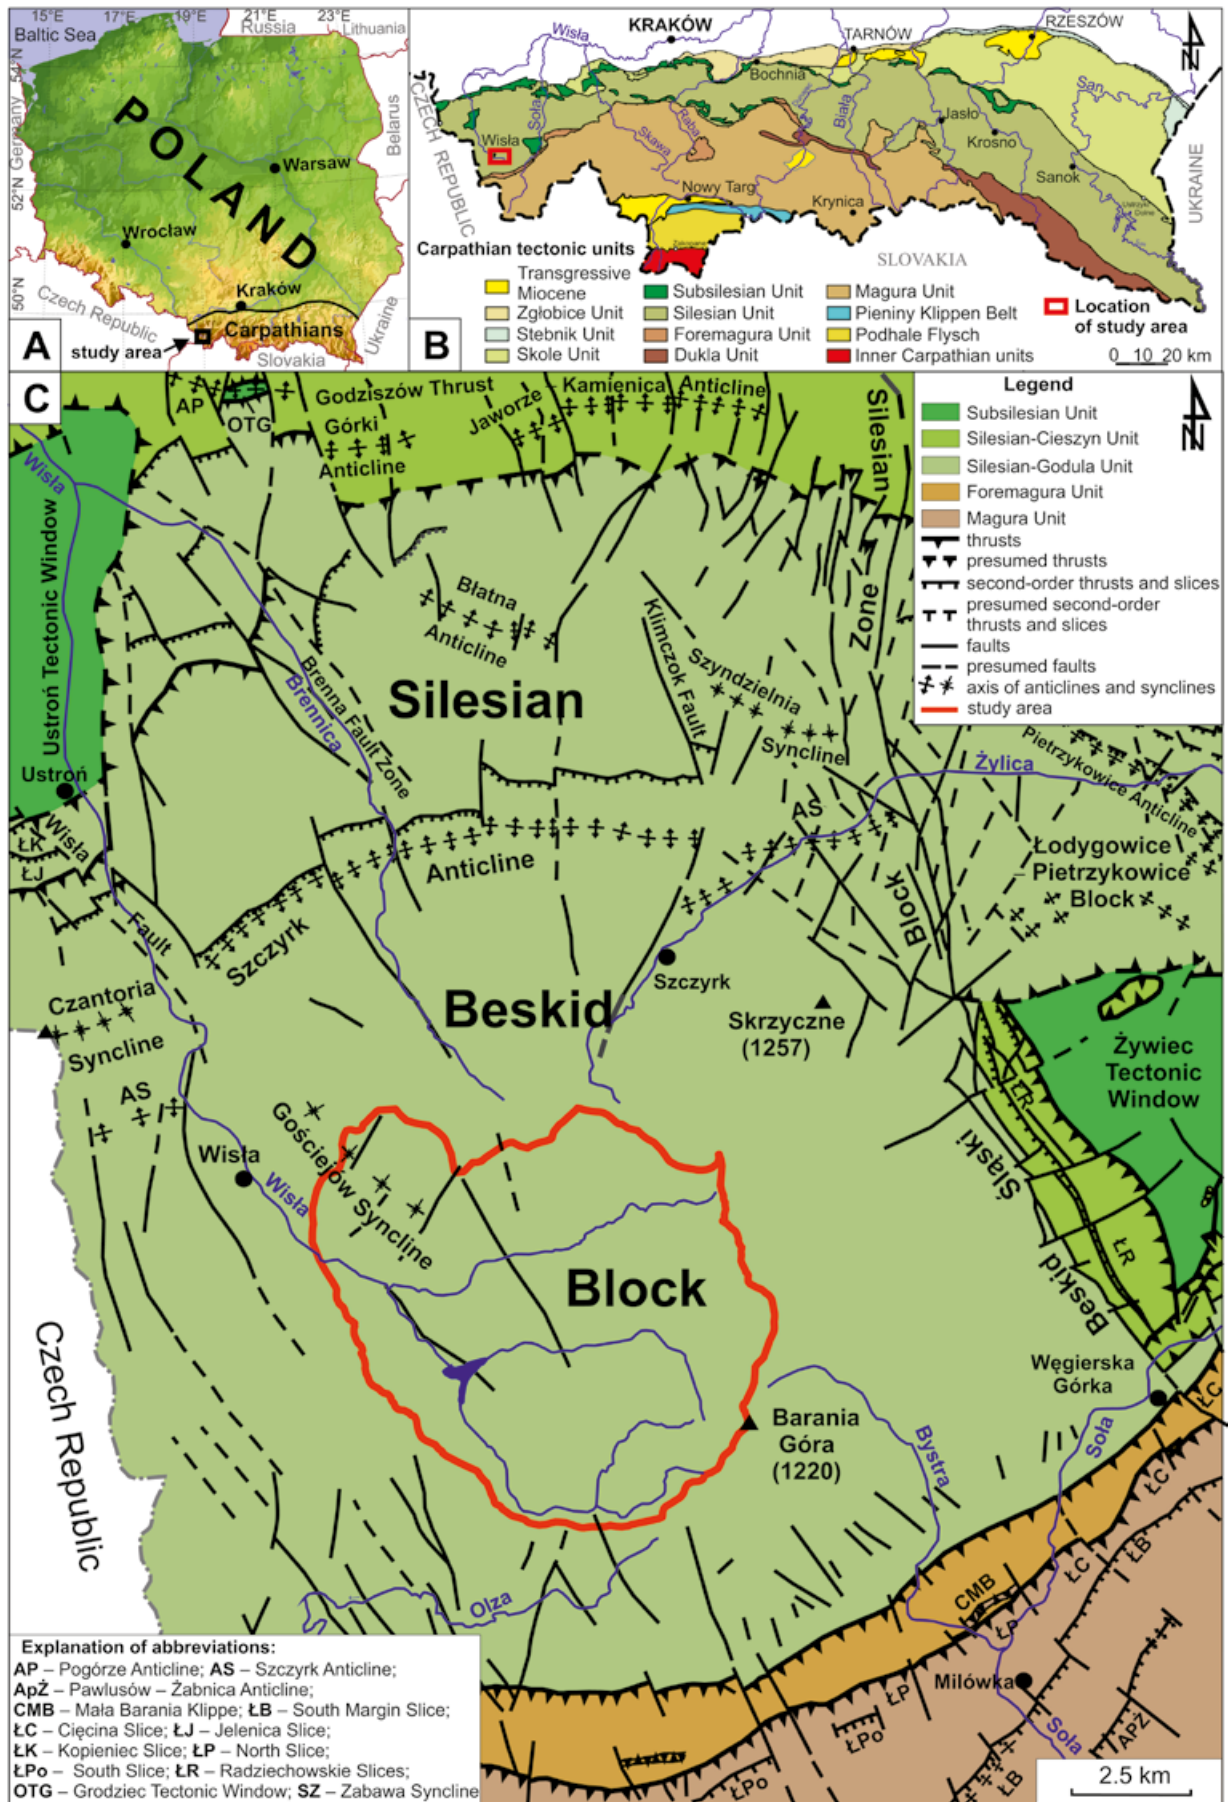 15°E 17°E 19°E 21°E 23°E
Baltic Sea
Russia
Lithuania
54°N
Germany
52°N
50°N
Belarus
POLAND
Warsaw
Wrocław
Kraków
Czech Republic
Carpathians
Ukraine
study area
Slovakia
A
KRAKÓW
Wisła
TARNÓW
RZESZÓW
N
Bochnia
CZECH REPUBLIC
Soła
Wisła
Skawa
Raba
Biała
Jasło
Krosno
San
Sanok
Ustrzyki
Dolne
Nowy Targ
Krynica
Zakopane
UKRAINE
SLOVAKIA
Carpathian tectonic units
Transgressive
Miocene
Zgłobice Unit
Stebnik Unit
Skole Unit
Subsilesian Unit
Silesian Unit
Foremagura Unit
Dukla Unit
Magura Unit
Pieniny Klippen Belt
Podhale Flysch
Inner Carpathian units
Location
of study area
0 10 20 km
B
C
AP
OTG
Godziszów Thrust
Górki
Anticline
Jaworze
Kamienica Anticline
Silesian
Zone
Legend
N
Subsilesian Unit
Silesian-Cieszyn Unit
Silesian-Godula Unit
Foremagura Unit
Magura Unit
thrusts
presumed thrusts
second-order thrusts and slices
presumed second-order
thrusts and slices
faults
presumed faults
axis of anticlines and synclines
study area
Wisła
Ustroń Tectonic Window
Ustroń
Błatna
Anticline
Brenna Fault Zone
Brennica
Silesian
Klimczok Fault
Szyndzielnia
Syncline
Pietrzykowice Anticline
Żylica
AS
Łodygowice
– Pietrzykowice
Block
ŁK
ŁJ
Wisła
Fault
Szczyrk
Anticline
Block
Szczyrk
Beskid
Skrzyczne
(1257)
Czantoria
Syncline
AS
Żywiec
Tectonic
Window
ŁR
Śląski
Wisła
Gościejów Syncline
Wisła
ŁR
Beskid
Block
Czech Republic
Węgierska
Górka
ŁC
Barania
Góra
(1220)
Bystra
Soła
ŁC
ŁB
ŁC
CMB
ŁP
Olza
Milówka
ŁP
ŁPo
Soła
APŻ
ŁPo
ŁB
Explanation of abbreviations:
AP – Pogórze Anticline; AS – Szczyrk Anticline;
ApŻ – Pawlusów – Żabnica Anticline;
CMB – Mała Barania Klippe; ŁB – South Margin Slice;
ŁC – Cięcina Slice; ŁJ – Jelenica Slice;
ŁK – Kopieniec Slice; ŁP – North Slice;
ŁPo – South Slice; ŁR – Radziechowskie Slices;
OTG – Grodziec Tectonic Window; SZ – Zabawa Syncline
2.5 km